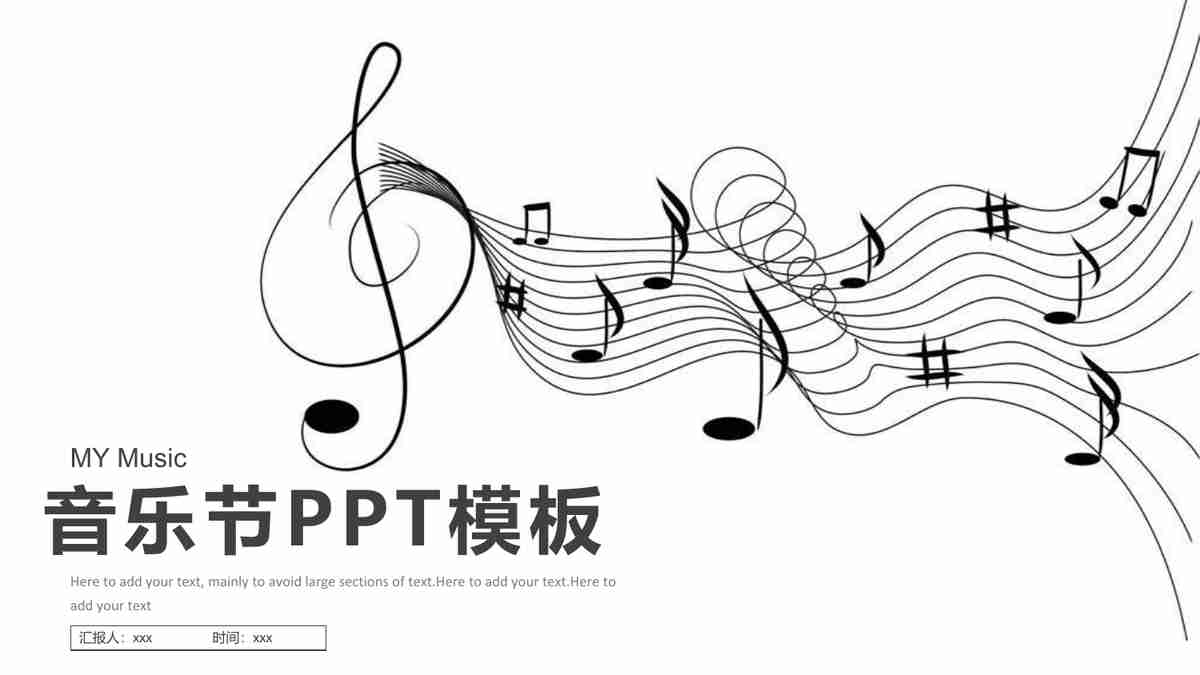 MY Music
音乐节PPT模板
Here to add your text, mainly to avoid large sections of text.Here to add your text.Here to
add your text
汇报人：xxx 时间：xxx